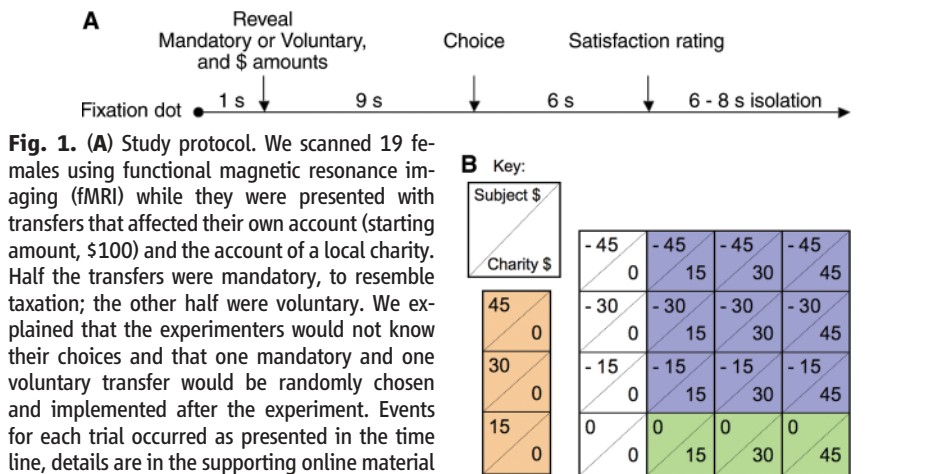 A
Reveal
Mandatory or Voluntary,
and $ amounts
Choice
Satisfaction rating
Fixation dot
1 s
9 s
6 s
6 - 8 s isolation
Fig. 1. (A) Study protocol. We scanned 19 fe-
males using functional magnetic resonance im-
aging (fMRI) while they were presented with
transfers that affected their own account (starting
amount, $100) and the account of a local charity.
Half the transfers were mandatory, to resemble
taxation; the other half were voluntary. We ex-
plained that the experimenters would not know
their choices and that one mandatory and one
voluntary transfer would be randomly chosen
and implemented after the experiment. Events
for each trial occurred as presented in the time
line, details are in the supporting online material
B Key:
Subject $
Charity $
45
0
30
0
15
0
- 45 - 45 - 45 - 45
0 15 30 45
- 30 - 30 - 30 - 30
0 15 30 45
- 15 - 15 - 15 - 15
0 15 30 45
0 0 0 0
0 15 30 45